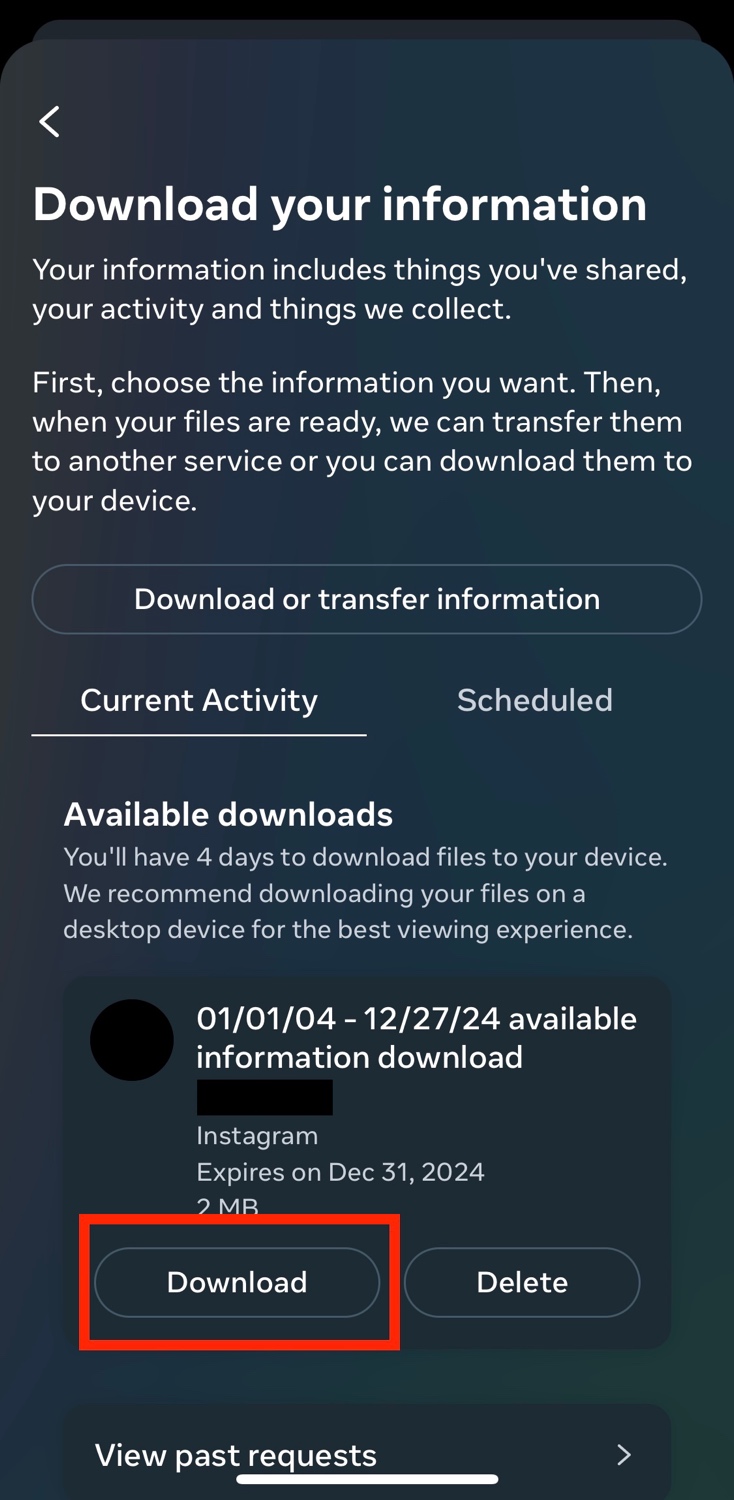 Download your information
Your information includes things you've shared,
your activity and things we collect.
First, choose the information you want. Then,
when your files are ready, we can transfer them
to another service or you can download them to
your device.
Download or transfer information
Current Activity
Scheduled
Available downloads
You'll have 4 days to download files to your device.
We recommend downloading your files on a
desktop device for the best viewing experience.
01/01/04 – 12/27/24 available
information download
Instagram
Expires on Dec 31, 2024
2 MB
Download
Delete
View past requests